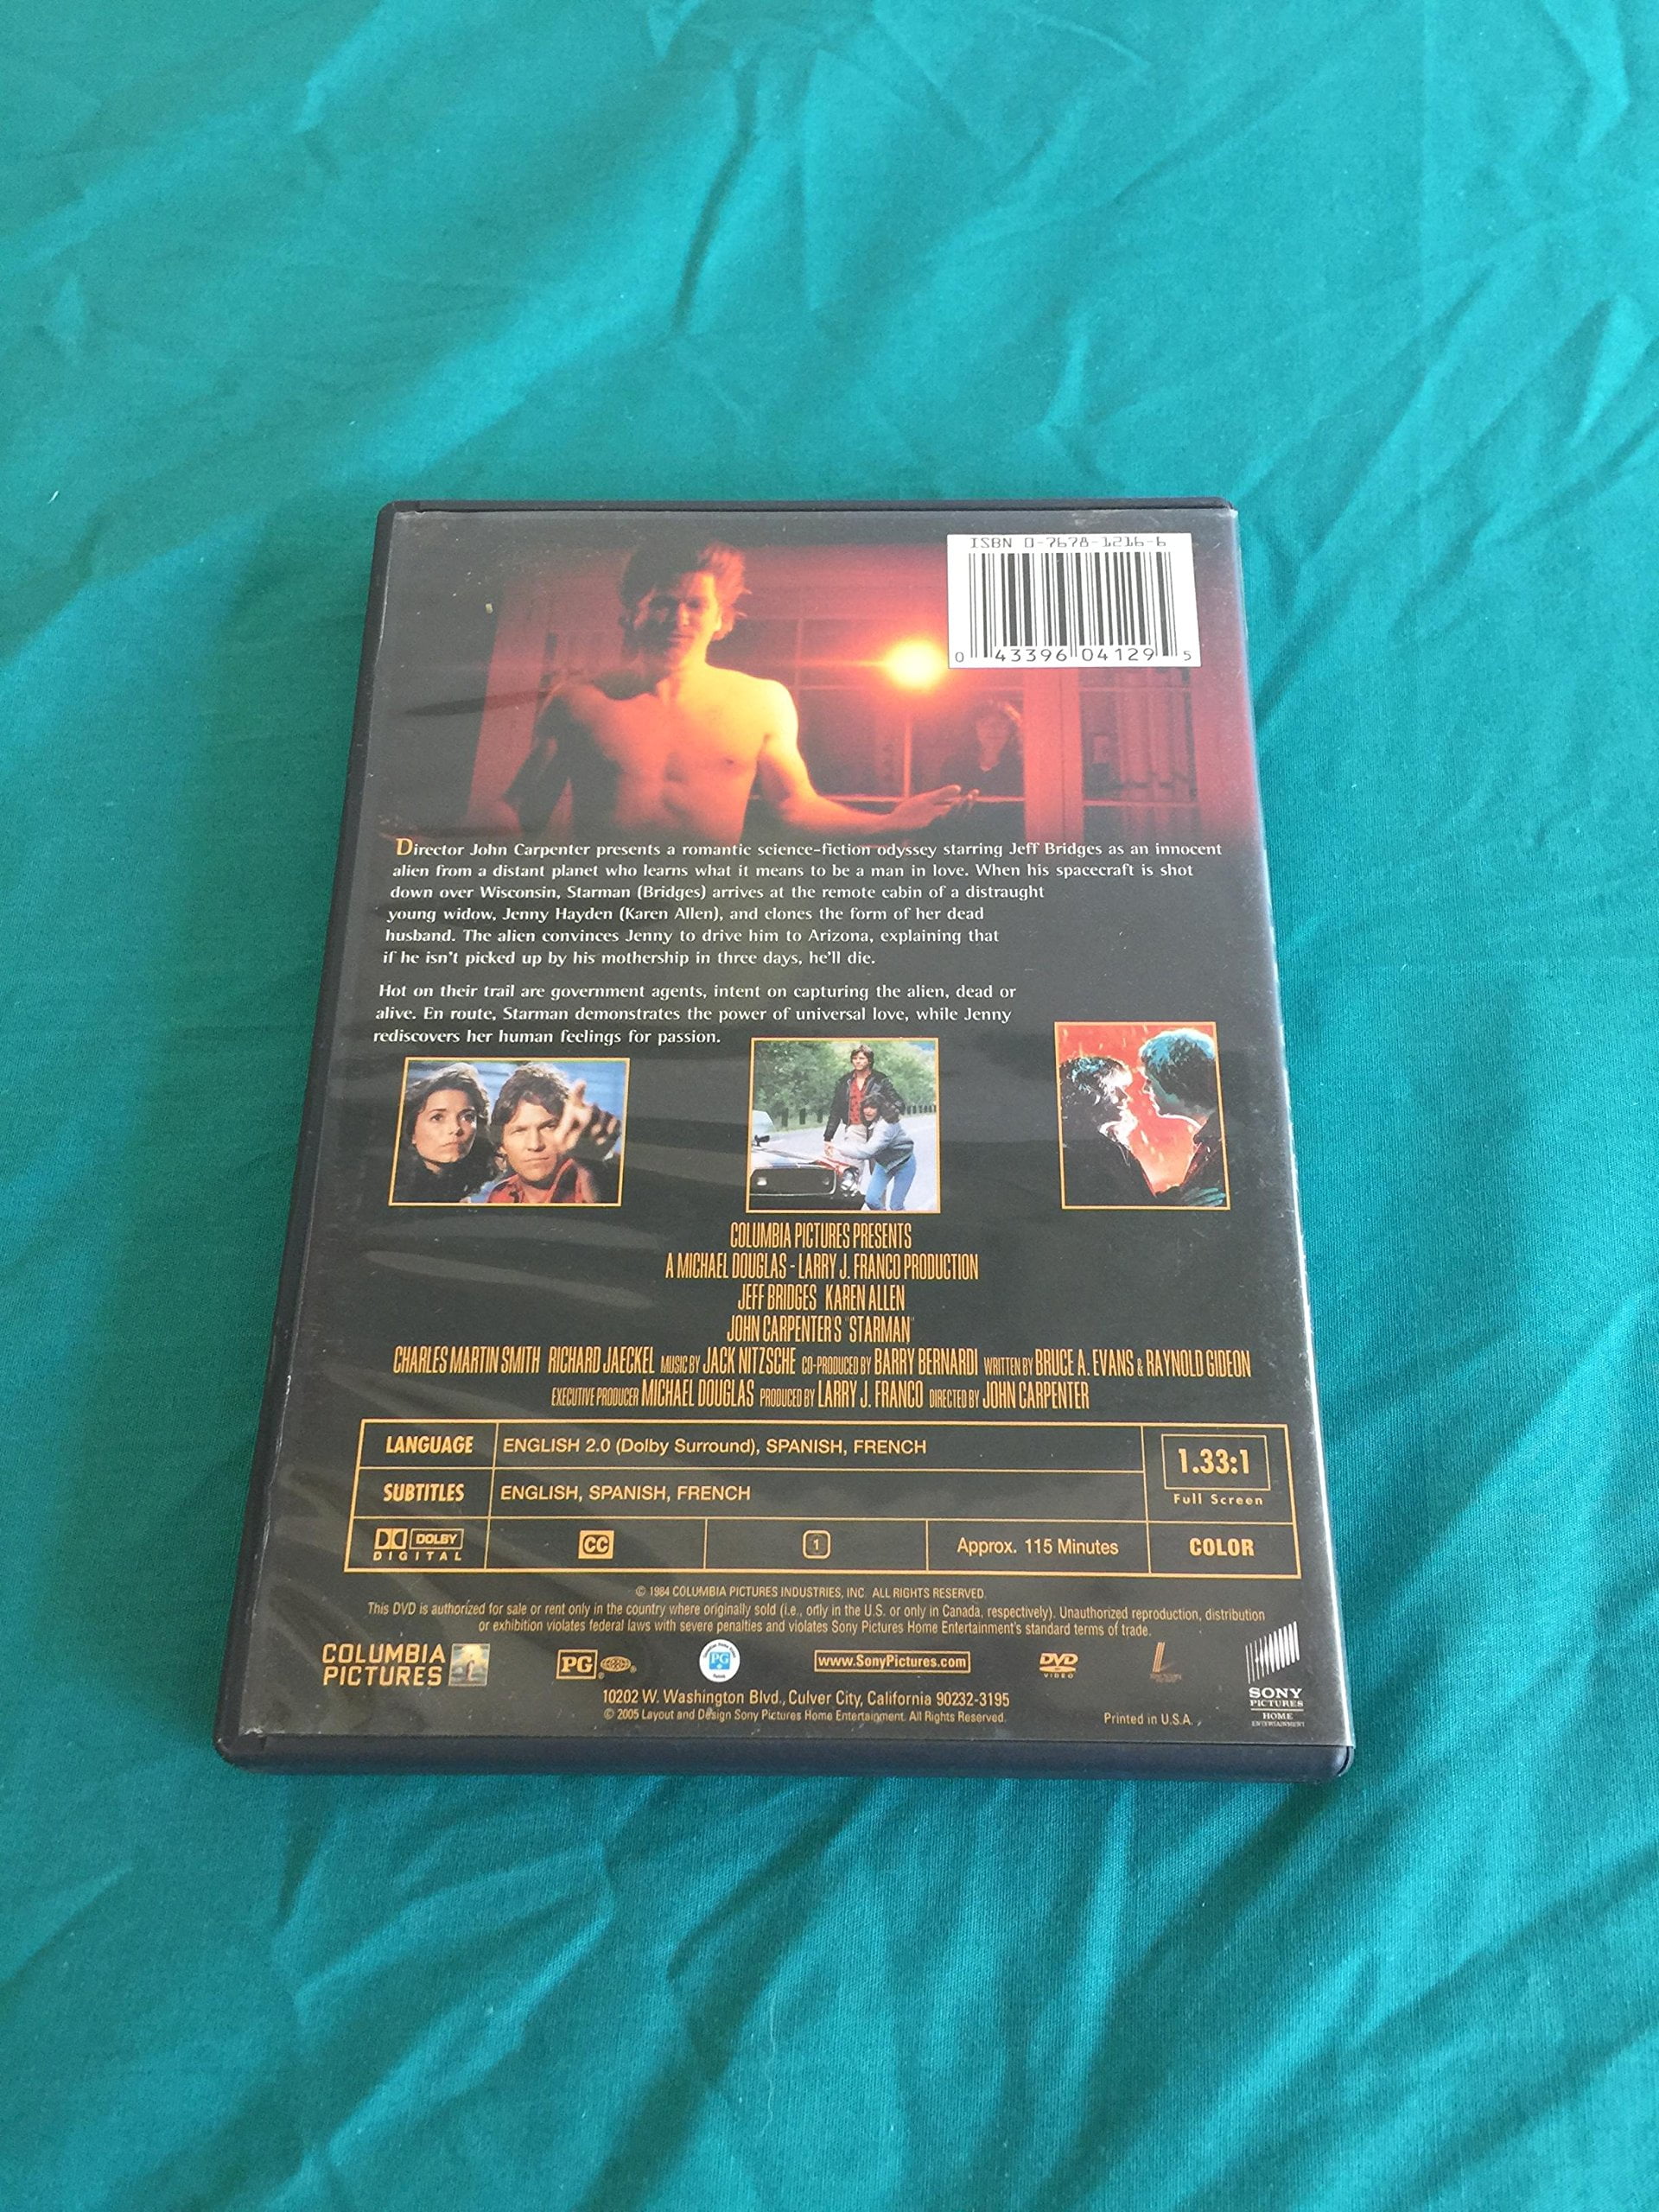 ISBN 0-7678-1216-6
0 43396 04129 5
Director John Carpenter presents a romantic science-fiction odyssey starring Jeff Bridges as an innocent
alien from a distant planet who learns what it means to be a man in love. When his spacecraft is shot
down over Wisconsin, Starman (Bridges) arrives at the remote cabin of a distraught
young widow, Jenny Hayden (Karen Allen), and clones the form of her dead
husband. The alien convinces Jenny to drive him to Arizona, explaining that
if he isn't picked up by his mothership in three days, he'll die.
Hot on their trail are government agents, intent on capturing the alien, dead or
alive. En route, Starman demonstrates the power of universal love, while Jenny
rediscovers her human feelings for passion.
COLUMBIA PICTURES PRESENTS
A MICHAEL DOUGLAS - LARRY J. FRANCO PRODUCTION
JEFF BRIDGES KAREN ALLEN
JOHN CARPENTER'S "STARMAN"
CHARLES MARTIN SMITH RICHARD JAECKEL MUSIC BY JACK NITZSCHE CO-PRODUCED BY BARRY BERNARDI WRITTEN BY BRUCE A. EVANS & RAYNOLD GIDEON
EXECUTIVE PRODUCER MICHAEL DOUGLAS PRODUCED BY LARRY J. FRANCO DIRECTED BY JOHN CARPENTER
LANGUAGE ENGLISH 2.0 (Dolby Surround), SPANISH, FRENCH
1.33:1
Full Screen
SUBTITLES ENGLISH, SPANISH, FRENCH
DOLBY
DIGITAL
CC
1
Approx. 115 Minutes
COLOR
© 1984 COLUMBIA PICTURES INDUSTRIES, INC. ALL RIGHTS RESERVED.
This DVD is authorized for sale or rent only in the country where originally sold (i.e., only in the U.S. or only in Canada, respectively). Unauthorized reproduction, distribution
or exhibition violates federal laws with severe penalties and violates Sony Pictures Home Entertainment's standard terms of trade.
COLUMBIA
PICTURES
PG
PG
www.SonyPictures.com
DVD
VIDEO
SONY
PICTURES
HOME
ENTERTAINMENT
10202 W. Washington Blvd., Culver City, California 90232-3195
© 2005 Layout and Design Sony Pictures Home Entertainment. All Rights Reserved.
Printed in U.S.A.